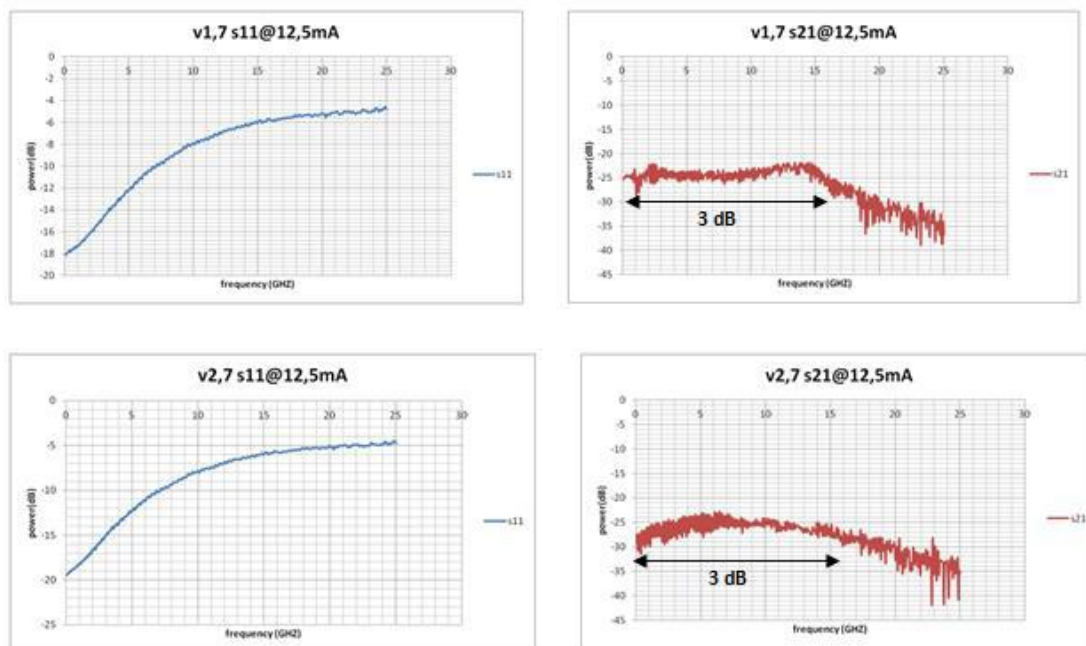 v1,7 s11@12,5mA
0
0 5 10 15 20 25 30
-2
-4
-6
-8
-10
-12
-14
-16
-18
-20
power(dB)
frequency (GHZ)
s11
v1,7 s21@12,5mA
0
0 5 10 15 20 25 30
-5
-10
-15
-20
-25
-30
-35
-40
-45
power(dB)
3 dB
frequency (GHZ)
s21
v2,7 s11@12,5mA
0
0 5 10 15 20 25 30
-5
-10
-15
-20
-25
power(dB)
frequency (GHZ)
s11
v2,7 s21@12,5mA
0
0 5 10 15 20 25 30
-5
-10
-15
-20
-25
-30
-35
-40
-45
power(dB)
3 dB
frequency (GHZ)
s21